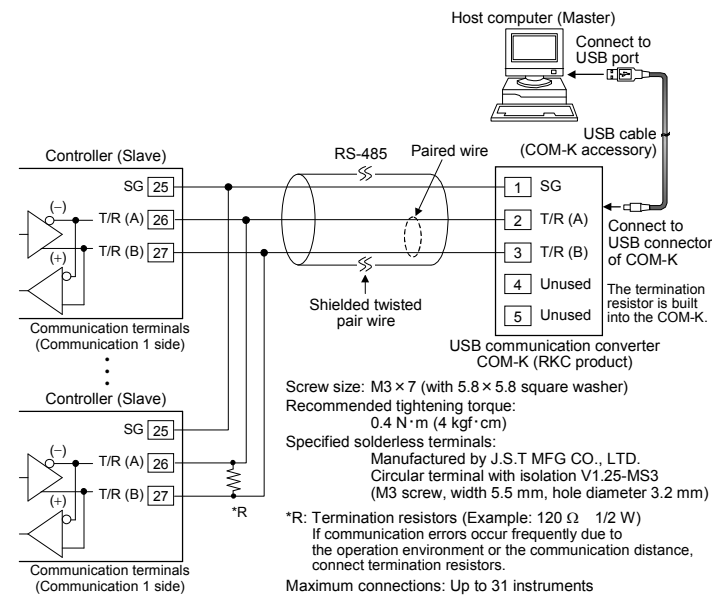 Host computer (Master)
Connect to
USB port
USB cable
(COM-K accessory)
Controller (Slave)
RS-485
Paired wire
SG 25
(−)
T/R (A) 26
T/R (B) 27
(+)
1 SG
2 T/R (A)
3 T/R (B)
4 Unused
5 Unused
Connect to
USB connector
of COM-K
The termination
resistor is built
into the COM-K.
Shielded twisted
pair wire
Communication terminals
(Communication 1 side)
USB communication converter
COM-K (RKC product)
Controller (Slave)
SG 25
(−)
T/R (A) 26
T/R (B) 27
(+)
*R
Communication terminals
(Communication 1 side)
Screw size: M3 × 7 (with 5.8 × 5.8 square washer)
Recommended tightening torque:
0.4 N･m (4 kgf･cm)
Specified solderless terminals:
Manufactured by J.S.T MFG CO., LTD.
Circular terminal with isolation V1.25-MS3
(M3 screw, width 5.5 mm, hole diameter 3.2 mm)
*R: Termination resistors (Example: 120 Ω 1/2 W)
If communication errors occur frequently due to
the operation environment or the communication distance,
connect termination resistors.
Maximum connections: Up to 31 instruments